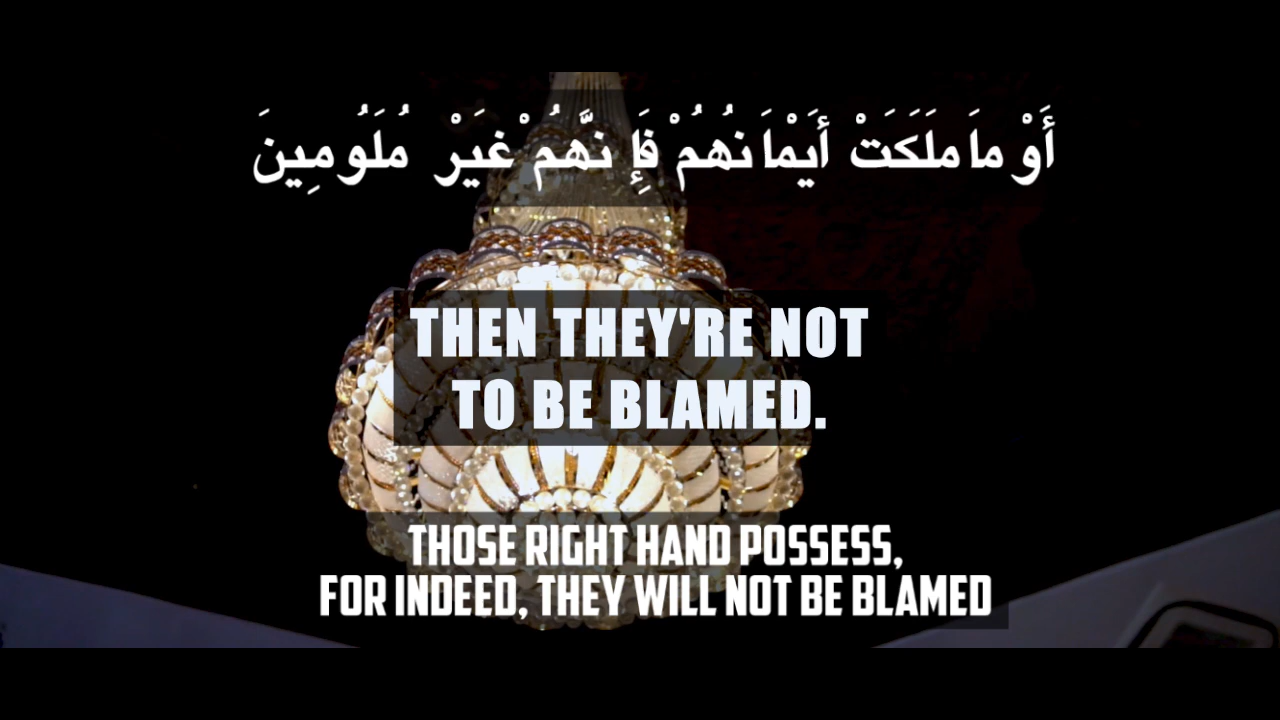 أَوْ مَا مَلَكَتْ أَيْمَانُهُمْ فَإِنَّهُمْ غَيْرُ مَلُومِينَ
THEN THEY'RE NOT
TO BE BLAMED.
THOSE RIGHT HAND POSSESS,
FOR INDEED, THEY WILL NOT BE BLAMED